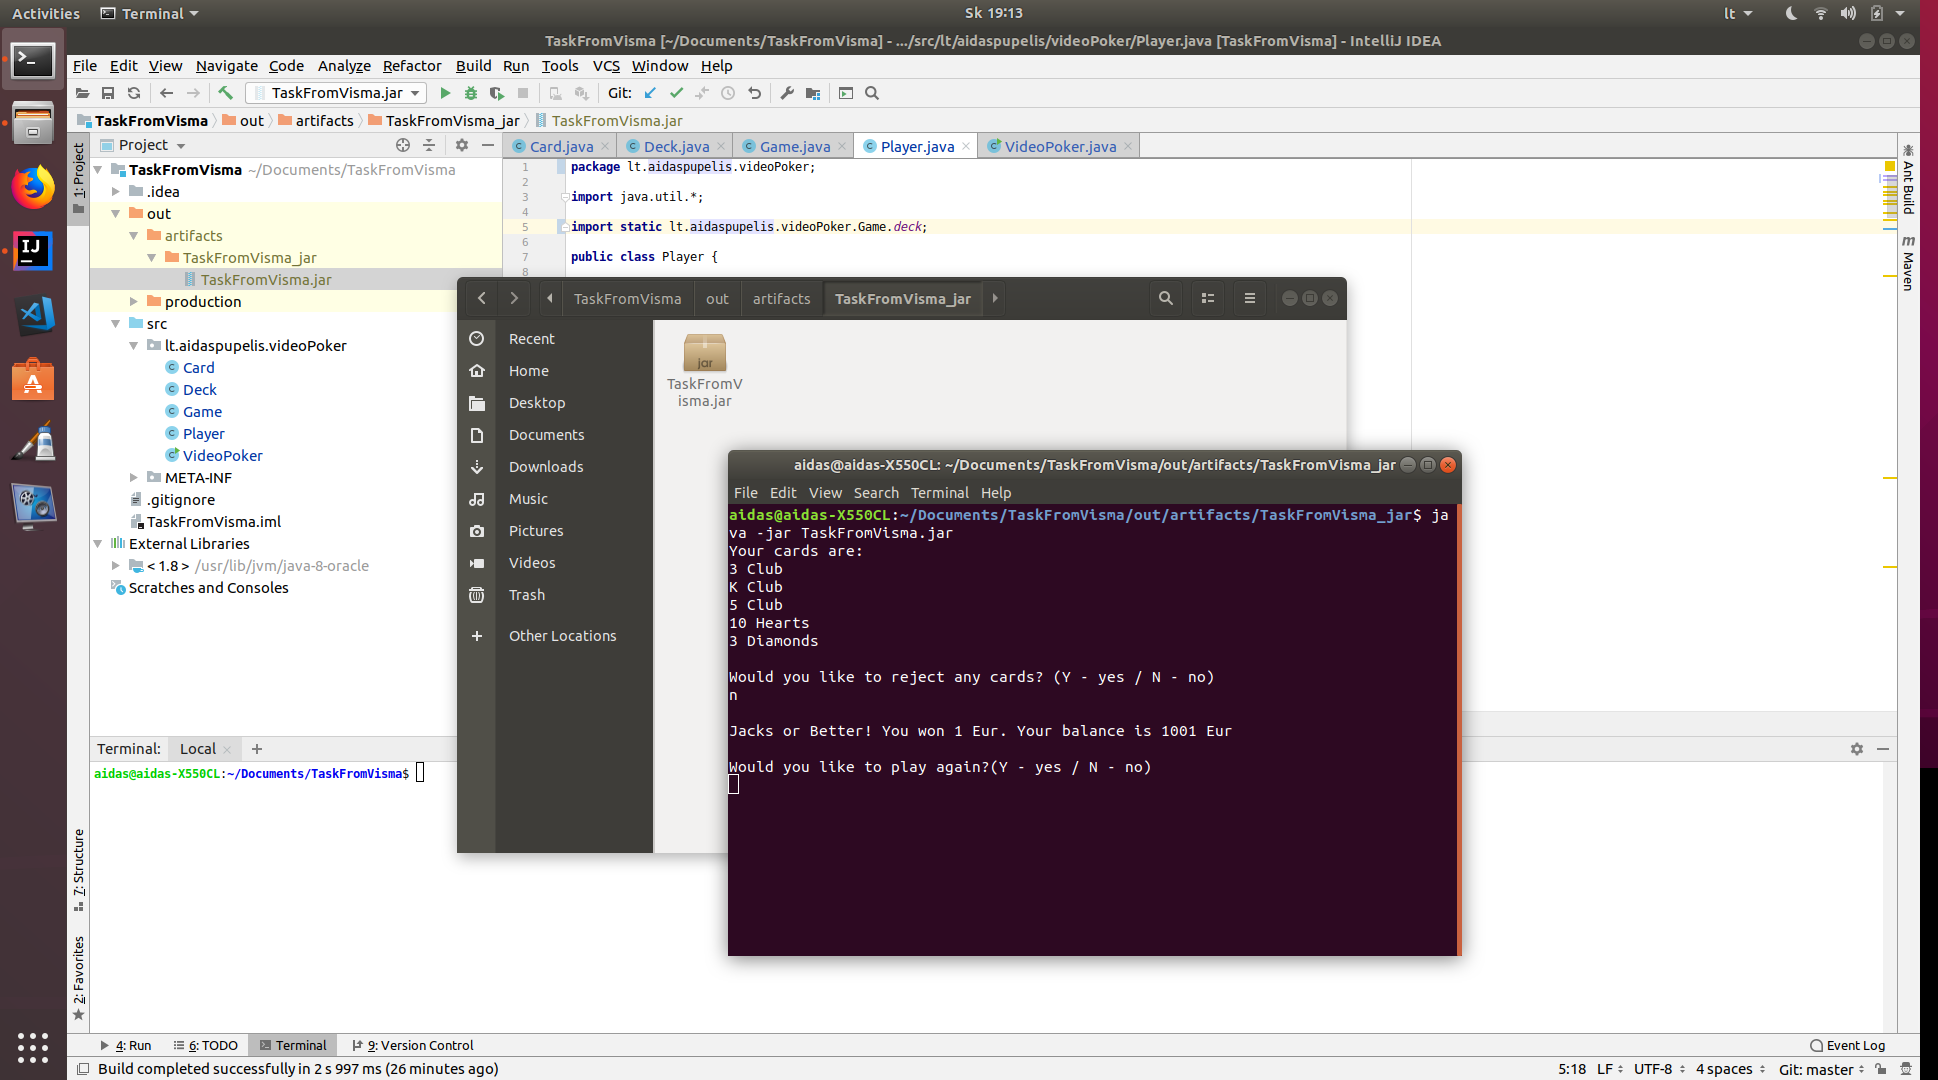 Activities
Terminal
Sk 19:13
lt
TaskFromVisma [~/Documents/TaskFromVisma] - .../src/lt/aidaspupelis/videoPoker/Player.java [TaskFromVisma] - IntelliJ IDEA
File Edit View Navigate Code Analyze Refactor Build Run Tools VCS Window Help
TaskFromVisma.jar
Git:
TaskFromVisma out artifacts TaskFromVisma_jar TaskFromVisma.jar
1: Project
Project
Card.java Deck.java Game.java Player.java VideoPoker.java
TaskFromVisma ~/Documents/TaskFromVisma
.idea
out
artifacts
TaskFromVisma_jar
TaskFromVisma.jar
production
src
lt.aidaspupelis.videoPoker
Card
Deck
Game
Player
VideoPoker
META-INF
.gitignore
TaskFromVisma.iml
External Libraries
< 1.8 > /usr/lib/jvm/java-8-oracle
Scratches and Consoles
1 package lt.aidaspupelis.videoPoker;
2
3 import java.util.*;
4
5 import static lt.aidaspupelis.videoPoker.Game.deck;
6
7 public class Player {
8
Ant Build
m Maven
TaskFromVisma out artifacts TaskFromVisma_jar
Recent
Home
Desktop
Documents
Downloads
Music
Pictures
Videos
Trash
Other Locations
jar
TaskFromV
isma.jar
aidas@aidas-X550CL: ~/Documents/TaskFromVisma/out/artifacts/TaskFromVisma_jar
File Edit View Search Terminal Help
aidas@aidas-X550CL:~/Documents/TaskFromVisma/out/artifacts/TaskFromVisma_jar$ ja
va -jar TaskFromVisma.jar
Your cards are:
3 Club
K Club
5 Club
10 Hearts
3 Diamonds
Would you like to reject any cards? (Y - yes / N - no)
n
Jacks or Better! You won 1 Eur. Your balance is 1001 Eur
Would you like to play again?(Y - yes / N - no)
Terminal: Local
aidas@aidas-X550CL:~/Documents/TaskFromVisma$
7: Structure
2: Favorites
4: Run 6: TODO Terminal 9: Version Control
Event Log
Build completed successfully in 2 s 997 ms (26 minutes ago)
5:18 LF UTF-8 4 spaces Git: master